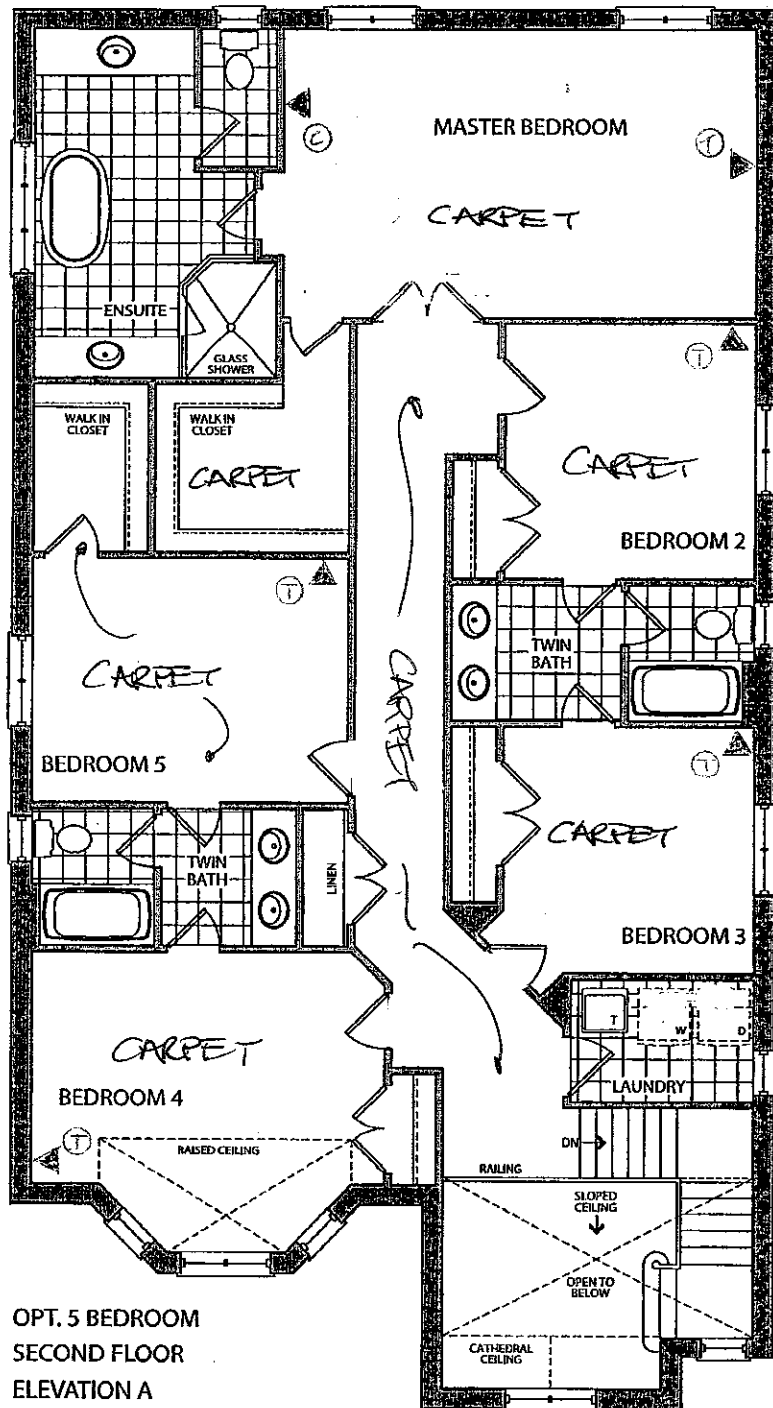 MASTER BEDROOM
C
T
CARPET
ENSUITE
GLASS
SHOWER
T
WALK IN
CLOSET
WALK IN
CLOSET
CARPET
CARPET
BEDROOM 2
T
TWIN
BATH
CARPET
CARPET
BEDROOM 5
T
CARPET
TWIN
BATH
LINEN
BEDROOM 3
T
W
D
CARPET
LAUNDRY
BEDROOM 4
T
RAISED CEILING
DN
RAILING
SLOPED
CEILING
OPEN TO
BELOW
CATHEDRAL
CEILING
OPT. 5 BEDROOM
SECOND FLOOR
ELEVATION A